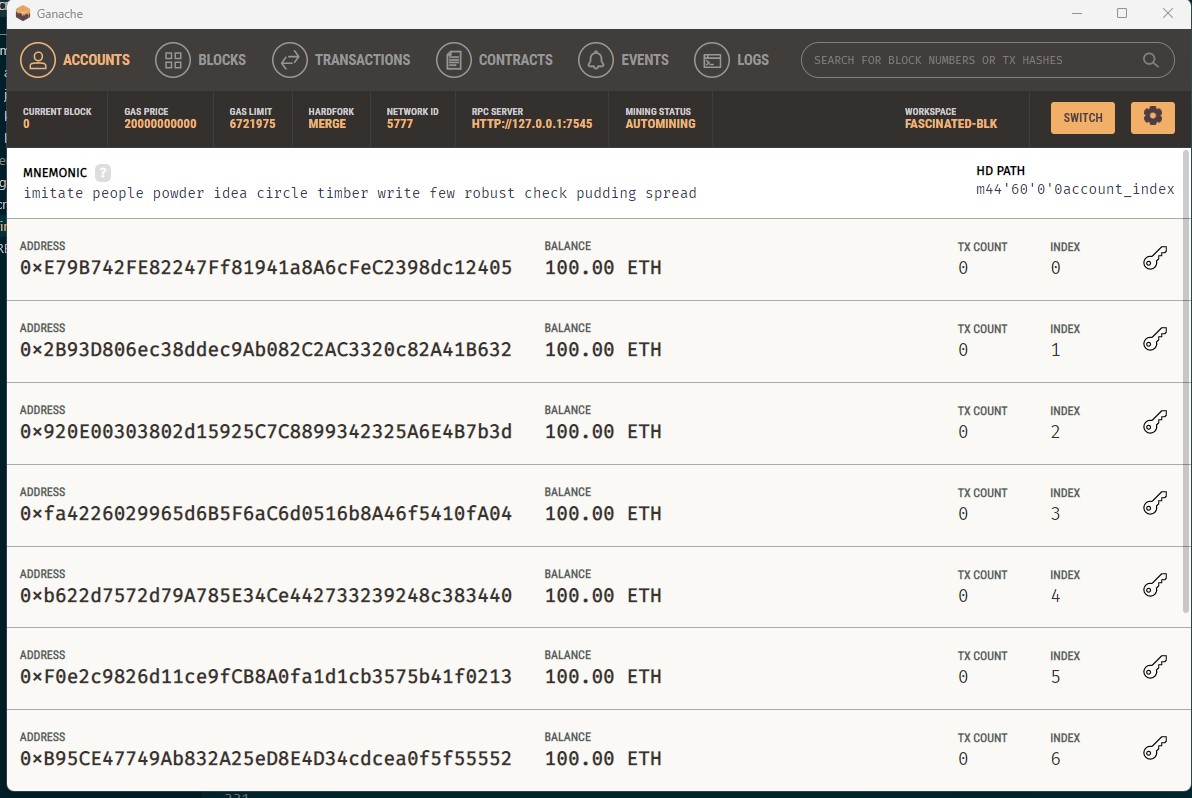 Ganache
ACCOUNTS BLOCKS TRANSACTIONS CONTRACTS EVENTS LOGS SEARCH FOR BLOCK NUMBERS OR TX HASHES
CURRENT BLOCK GAS PRICE GAS LIMIT HARDFORK NETWORK ID RPC SERVER MINING STATUS WORKSPACE
0 20000000000 6721975 MERGE 5777 HTTP://127.0.0.1:7545 AUTOMINING FASCINATED-BLK SWITCH
MNEMONIC ? HD PATH
imitate people powder idea circle timber write few robust check pudding spread m44'60'0'0account_index
ADDRESS BALANCE TX COUNT INDEX
0×E79B742FE82247Ff81941a8A6cFeC2398dc12405 100.00 ETH 0 0
ADDRESS BALANCE TX COUNT INDEX
0×2B93D806ec38ddec9Ab082C2AC3320c82A41B632 100.00 ETH 0 1
ADDRESS BALANCE TX COUNT INDEX
0×920E00303802d15925C7C8899342325A6E4B7b3d 100.00 ETH 0 2
ADDRESS BALANCE TX COUNT INDEX
0×fa4226029965d6B5F6aC6d0516b8A46f5410fA04 100.00 ETH 0 3
ADDRESS BALANCE TX COUNT INDEX
0×b622d7572d79A785E34Ce442733239248c383440 100.00 ETH 0 4
ADDRESS BALANCE TX COUNT INDEX
0×F0e2c9826d11ce9fCB8A0fa1d1cb3575b41f0213 100.00 ETH 0 5
ADDRESS BALANCE TX COUNT INDEX
0×B95CE47749Ab832A25eD8E4D34cdcea0f5f55552 100.00 ETH 0 6